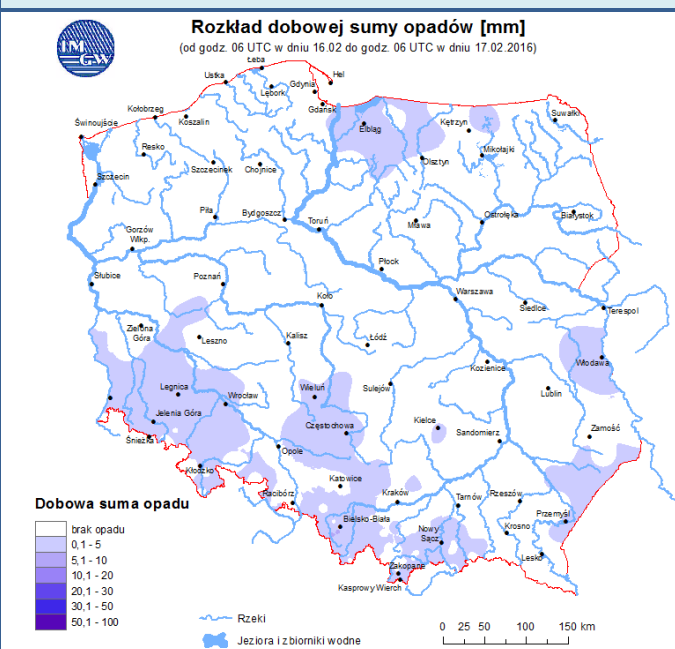 Rozkład dobowej sumy opadów [mm]
(od godz. 06 UTC w dniu 16.02 do godz. 06 UTC w dniu 17.02.2016)
IM
GW
Łeba
Ustka
Hel
Gdynia
Lębork
Gdańsk
Kołobrzeg
Koszalin
Świnoujście
Elbląg
Kętrzyn
Suwałki
Resko
Szczecinek
Chojnice
Olsztyn
Mikołajki
Szczecin
Piła
Bydgoszcz
Toruń
Mława
Ostrołęka
Białystok
Gorzów
Wlkp.
Płock
Słubice
Poznań
Koło
Warszawa
Siedlce
Terespol
Zielona
Góra
Leszno
Kalisz
Łódź
Kozienice
Włodawa
Legnica
Wrocław
Wieluń
Sulejów
Lublin
Jelenia Góra
Częstochowa
Kielce
Sandomierz
Zamość
Śnieżka
Opole
Kłodzko
Katowice
Racibórz
Kraków
Tarnów
Rzeszów
Bielsko-Biała
Nowy
Sącz
Krosno
Przemyśl
Lesko
Zakopane
Kasprowy Wierch
Dobowa suma opadu
brak opadu
0,1 - 5
5,1 - 10
10,1 - 20
20,1 - 30
30,1 - 50
50,1 - 100
Rzeki
Jeziora i zbiorniki wodne
0 25 50 100 150 km